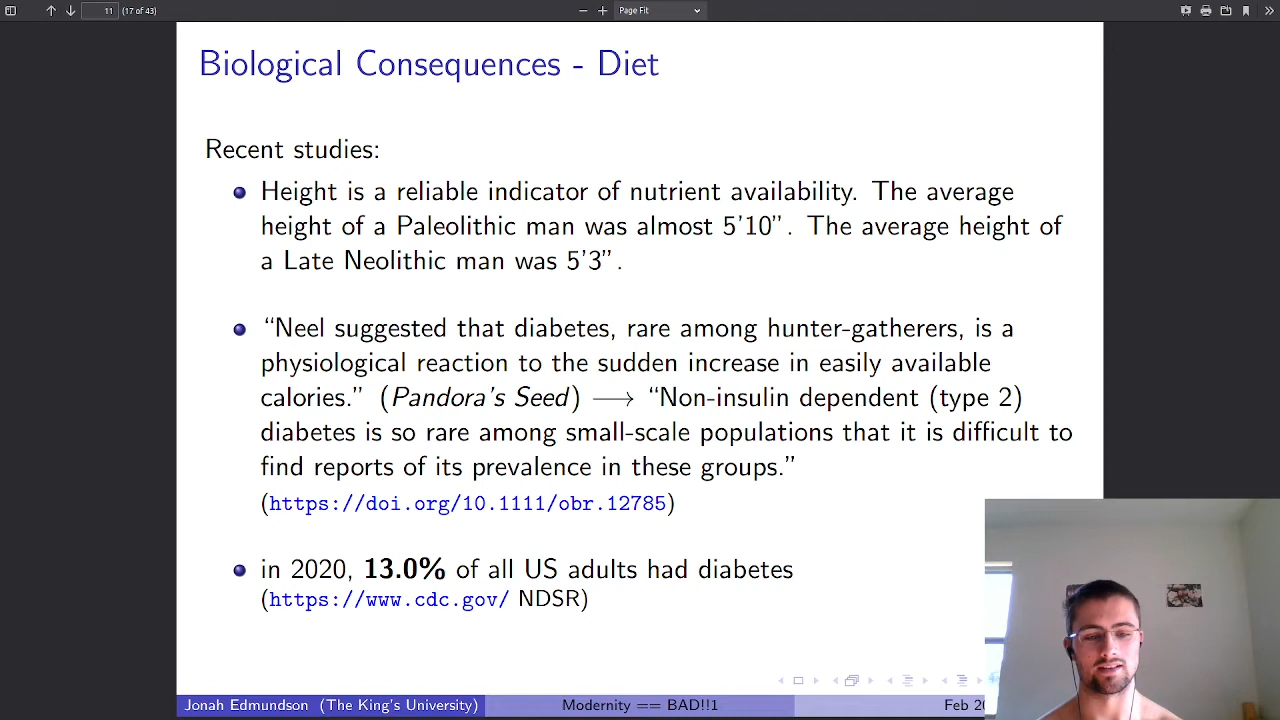 11 (17 of 43) Page Fit
Biological Consequences - Diet
Recent studies:
Height is a reliable indicator of nutrient availability. The average
height of a Paleolithic man was almost 5'10”. The average height of
a Late Neolithic man was 5'3”.
“Neel suggested that diabetes, rare among hunter-gatherers, is a
physiological reaction to the sudden increase in easily available
calories.” (Pandora's Seed) → “Non-insulin dependent (type 2)
diabetes is so rare among small-scale populations that it is difficult to
find reports of its prevalence in these groups.”
(https://doi.org/10.1111/obr.12785)
in 2020, 13.0% of all US adults had diabetes
(https://www.cdc.gov/ NDSR)
Jonah Edmundson (The King's University) Modernity == BAD!!1 Feb 20